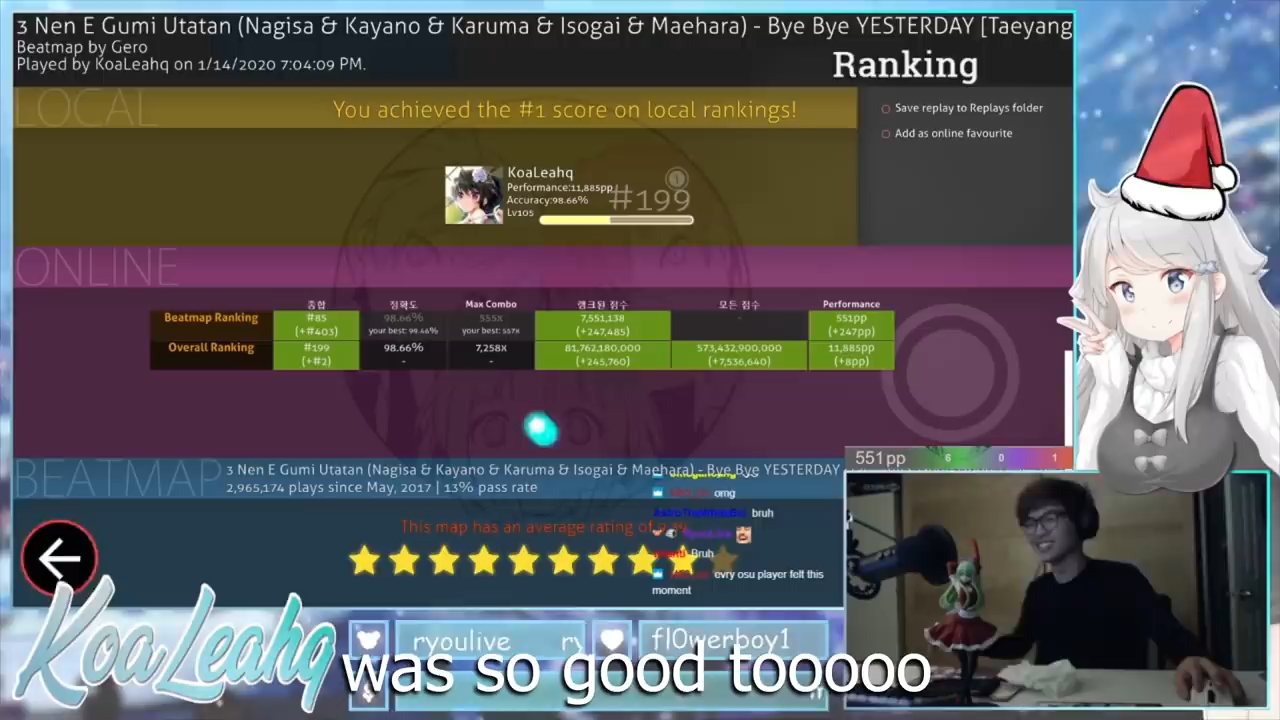 3 Nen E Gumi Utatan (Nagisa & Kayano & Karuma & Isogai & Maehara) - Bye Bye YESTERDAY [Taeyang
Beatmap by Gero
Played by KoaLeahq on 1/14/2020 7:04:09 PM.
Ranking
LOCAL
You achieved the #1 score on local rankings!
Save replay to Replays folder
Add as online favourite
KoaLeahq
Performance:11,885pp
Accuracy:98.66%
Lv105
#199
ONLINE
종합 정확도 Max Combo 랭크된 점수 모든 점수 Performance
Beatmap Ranking #85 98.66% 555x 7,551,138 - 551pp
(+#403) your best: 99.46% your best: 557x (+247,485) (+247pp)
Overall Ranking #199 98.66% 7,258x 81,762,180,000 573,432,900,000 11,885pp
(+#2) - - (+245,760) (+7,536,640) (+8pp)
551pp 6 0 1
BEATMAP
3 Nen E Gumi Utatan (Nagisa & Kayano & Karuma & Isogai & Maehara) - Bye Bye YESTERDAY
2,965,174 plays since May, 2017 | 13% pass rate
omg
bruh
This map has an average rating of
Bruh
evry osu player felt this
moment
KoaLeahq
ryoulive
fl0werboy1
was so good tooooo